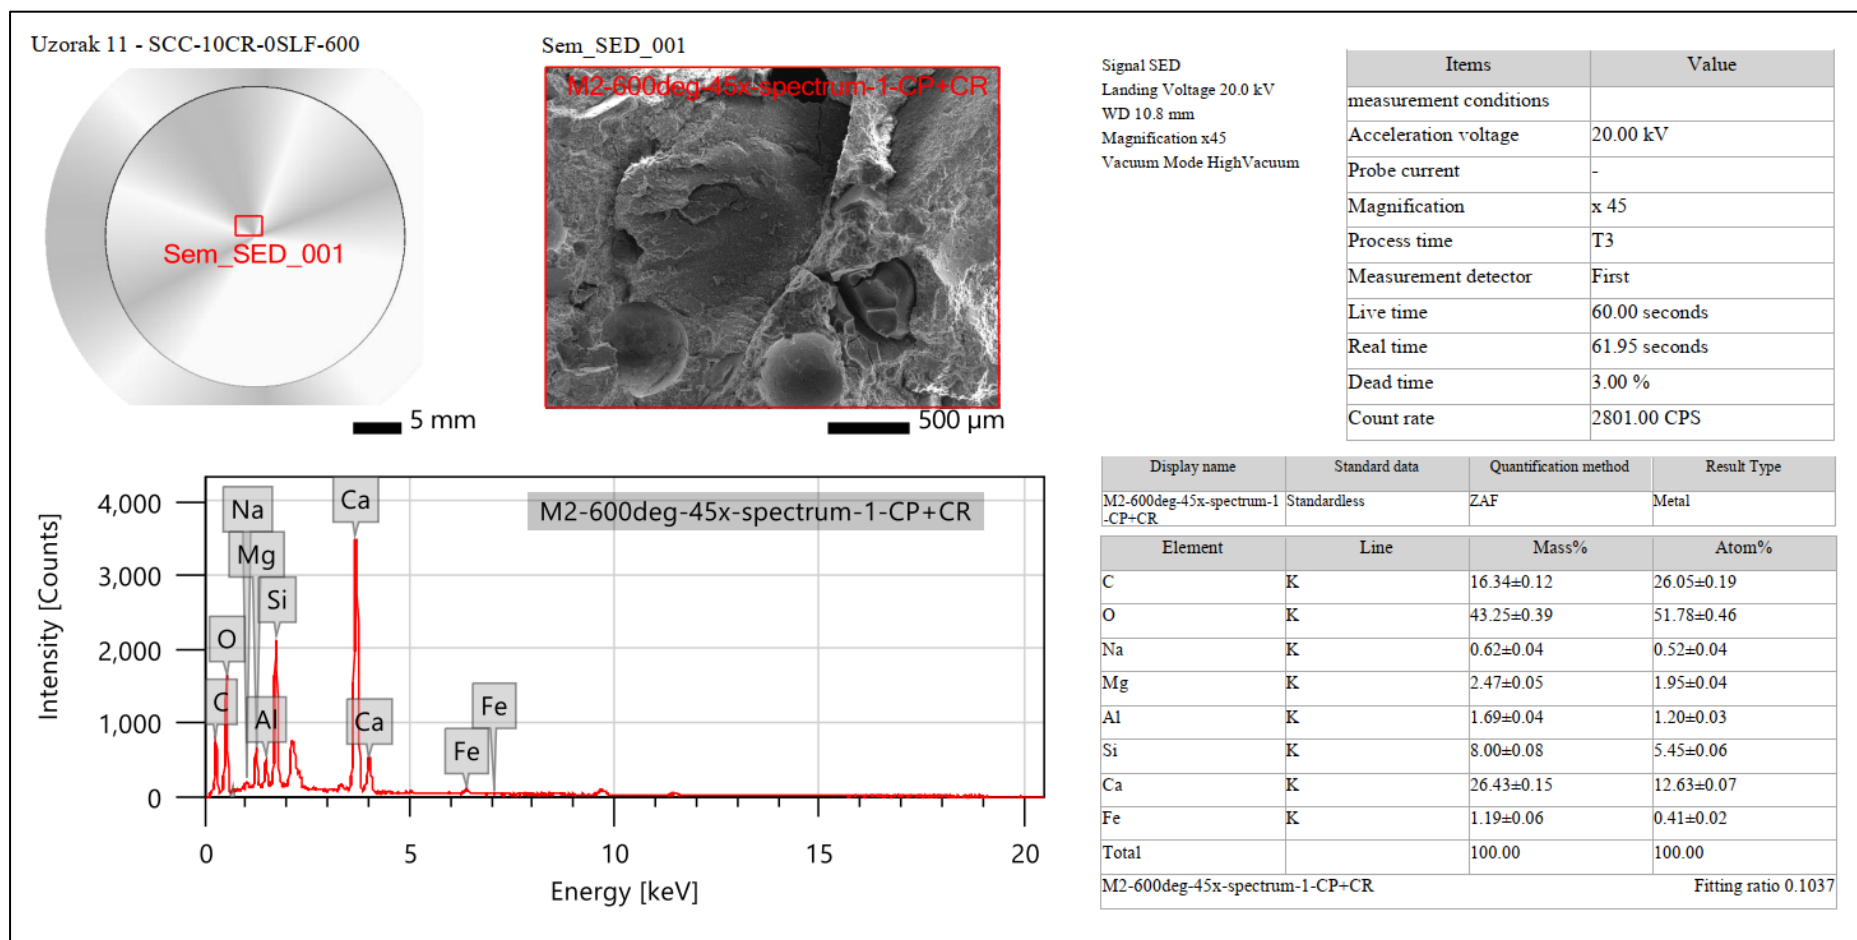 Uzorak 11 - SCC-10CR-0SLF-600
Sem_SED_001
5 mm
Sem_SED_001
M2-600deg-45x-spectrum-1-CP+CR
500 µm
Signal SED
Landing Voltage 20.0 kV
WD 10.8 mm
Magnification x45
Vacuum Mode HighVacuum
Items Value
measurement conditions
Acceleration voltage 20.00 kV
Probe current -
Magnification x 45
Process time T3
Measurement detector First
Live time 60.00 seconds
Real time 61.95 seconds
Dead time 3.00 %
Count rate 2801.00 CPS
M2-600deg-45x-spectrum-1-CP+CR
Intensity [Counts]
4,000
3,000
2,000
1,000
0
C
O
Na
Mg
Al
Si
Ca
Ca
Fe
Fe
0 5 10 15 20
Energy [keV]
Display name Standard data Quantification method Result Type
M2-600deg-45x-spectrum-1 Standardless ZAF Metal
-CP+CR
Element Line Mass% Atom%
C K 16.34±0.12 26.05±0.19
O K 43.25±0.39 51.78±0.46
Na K 0.62±0.04 0.52±0.04
Mg K 2.47±0.05 1.95±0.04
Al K 1.69±0.04 1.20±0.03
Si K 8.00±0.08 5.45±0.06
Ca K 26.43±0.15 12.63±0.07
Fe K 1.19±0.06 0.41±0.02
Total 100.00 100.00
M2-600deg-45x-spectrum-1-CP+CR Fitting ratio 0.1037